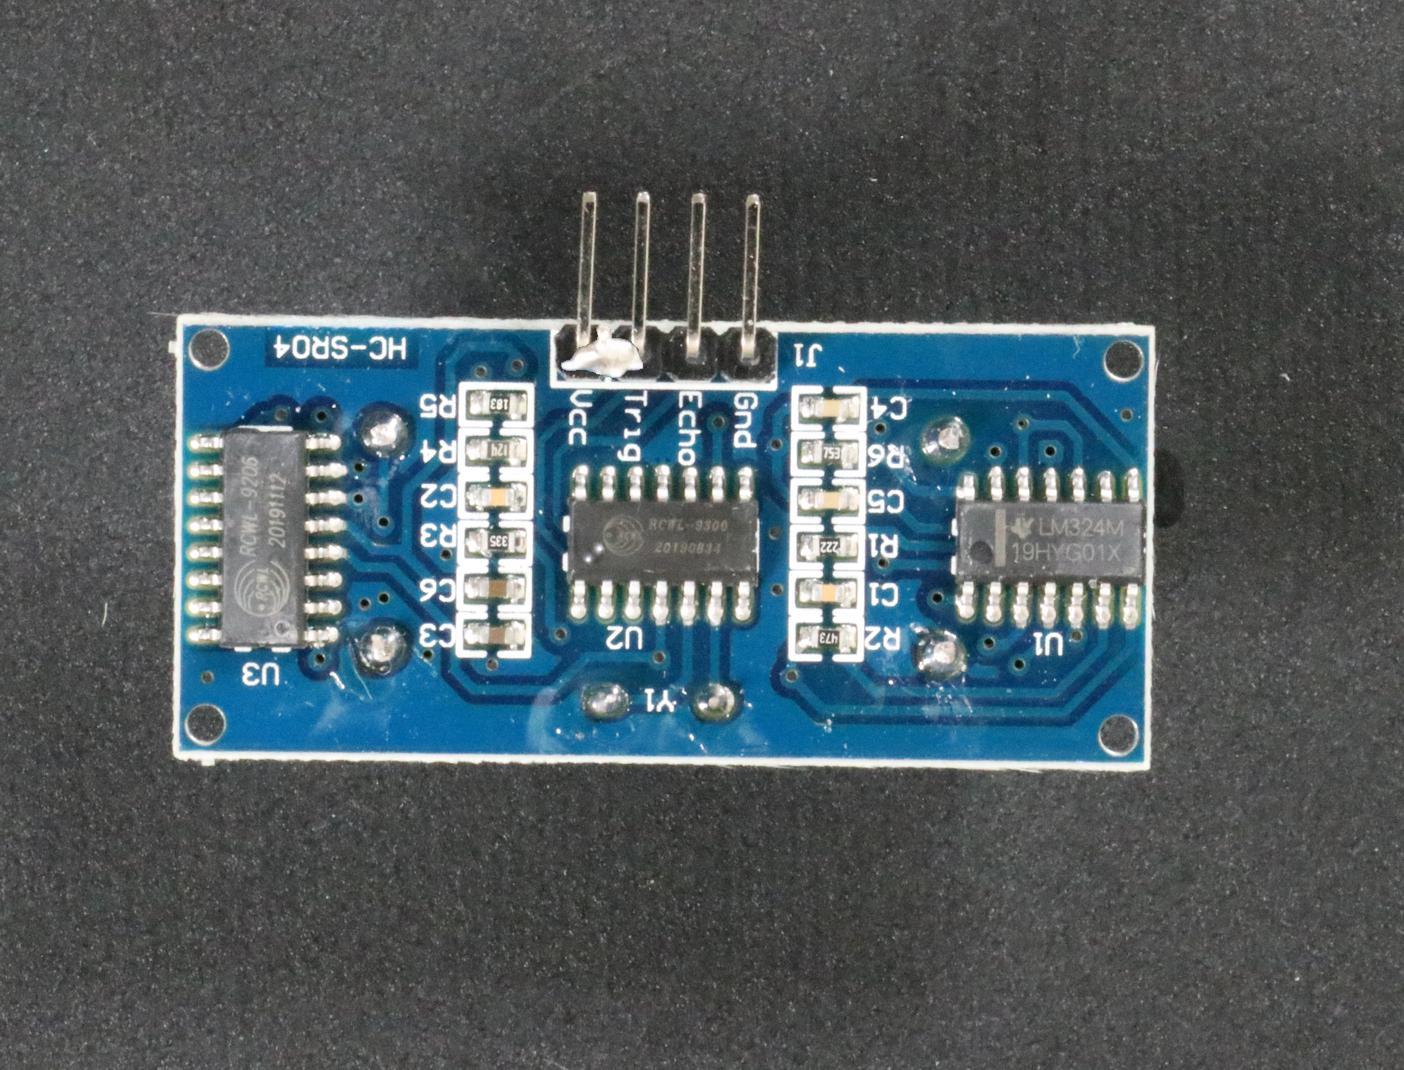 HC-SR04
J1
Vcc
Trig
Echo
Gnd
R5
183
R4
124
C2
R3
335
C6
C3
C4
R6
C5
R1
222
C1
R2
473
RCWL-9206
20191112
RCWL
U3
RCWL-9300
U2
LM324M
19HYG01X
U1
Y1